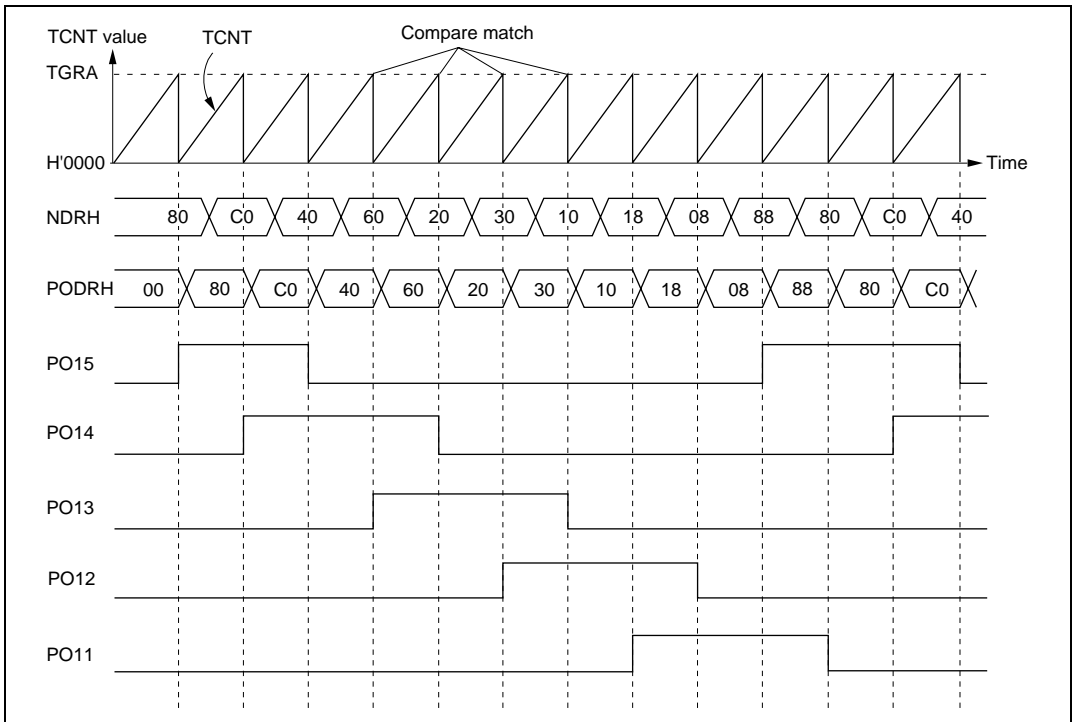 TCNT value TCNT Compare match
TGRA
H'0000 Time
NDRH 80 C0 40 60 20 30 10 18 08 88 80 C0 40
PODRH 00 80 C0 40 60 20 30 10 18 08 88 80 C0
PO15
PO14
PO13
PO12
PO11